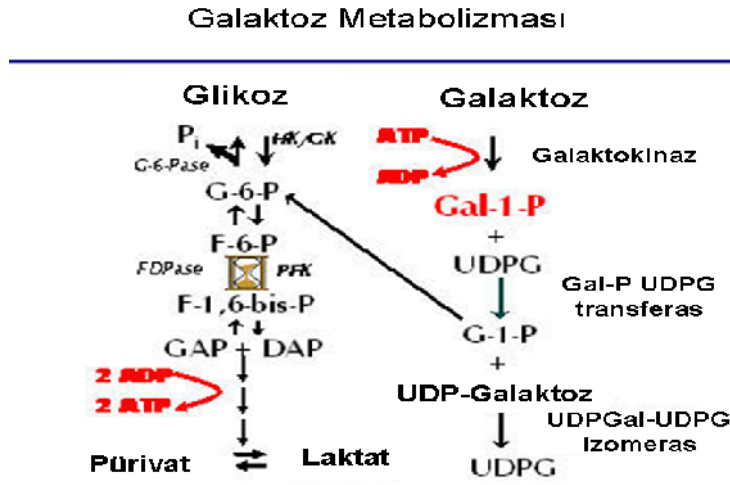 Galaktoz Metabolizması
Glikoz
Pi
HK/GK
G-6-Pase
G-6-P
F-6-P
FDPase
PFK
F-1,6-bis-P
GAP + DAP
2 ADP
2 ATP
Pürivat
Laktat
Galaktoz
ATP
Galaktokinaz
ADP
Gal-1-P
+
UDPG
Gal-P UDPG
transferas
G-1-P
+
UDP-Galaktoz
UDPGal-UDPG
İzomeras
UDPG